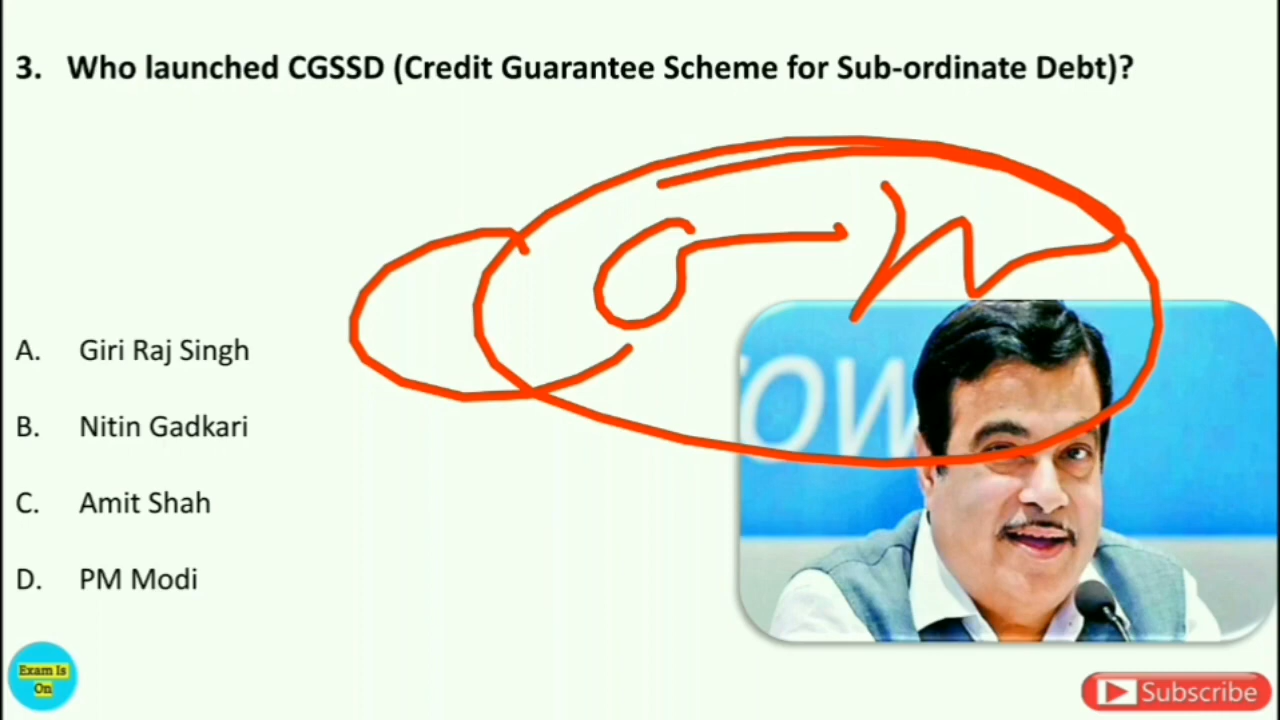 3. Who launched CGSSD (Credit Guarantee Scheme for Sub-ordinate Debt)?
A. Giri Raj Singh
B. Nitin Gadkari
C. Amit Shah
D. PM Modi
Exam Is
On
Subscribe